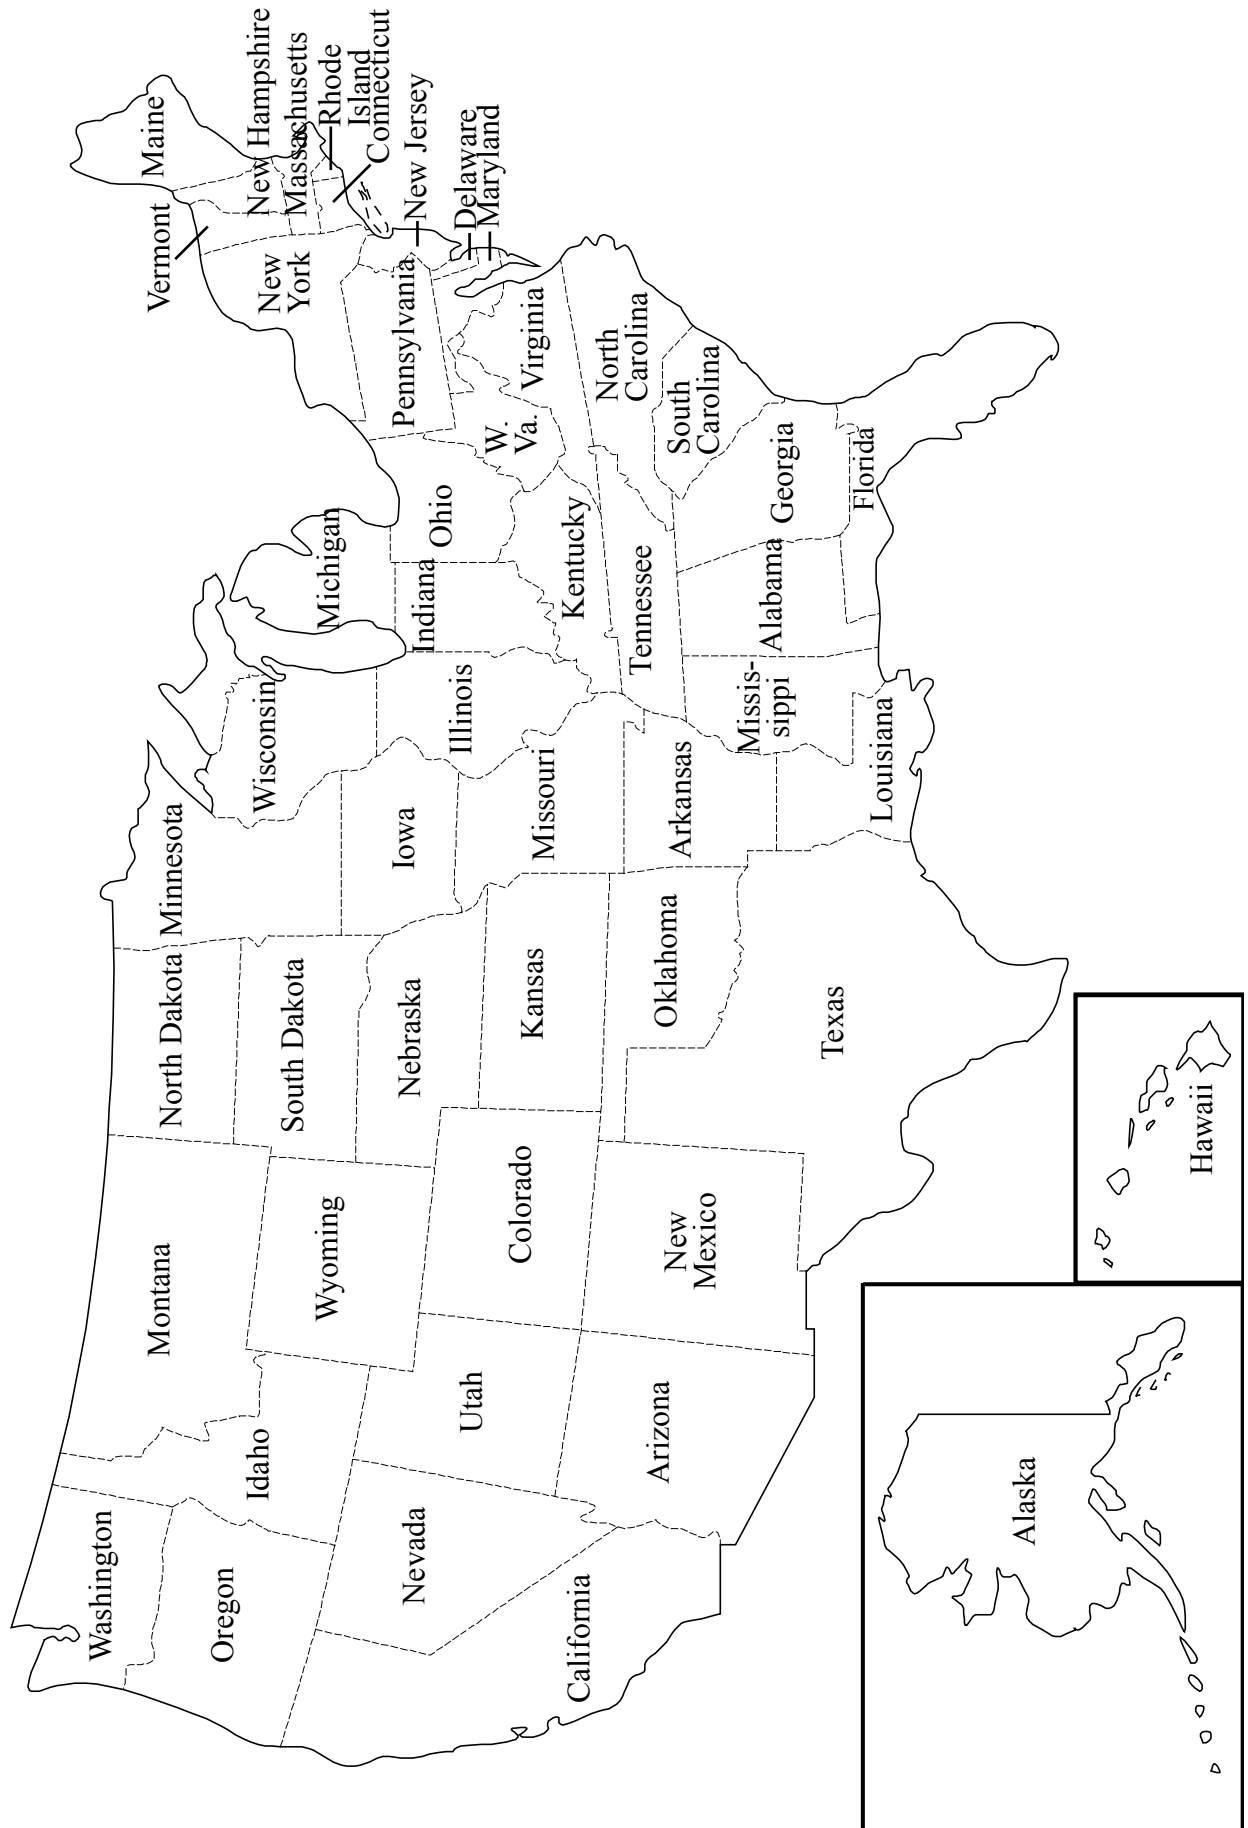 Washington
Oregon
California
Nevada
Idaho
Montana
Wyoming
Utah
Arizona
Colorado
New
Mexico
North Dakota
South Dakota
Nebraska
Kansas
Oklahoma
Texas
Minnesota
Iowa
Missouri
Arkansas
Louisiana
Wisconsin
Illinois
Missis-
sippi
Michigan
Indiana
Ohio
Kentucky
Tennessee
Alabama
Georgia
Florida
South
Carolina
North
Carolina
Virginia
W.
Va.
Pennsylvania
New
York
Vermont
Maine
New Hampshire
Massachusetts
Rhode
Island
Connecticut
New Jersey
Delaware
Maryland
Alaska
Hawaii